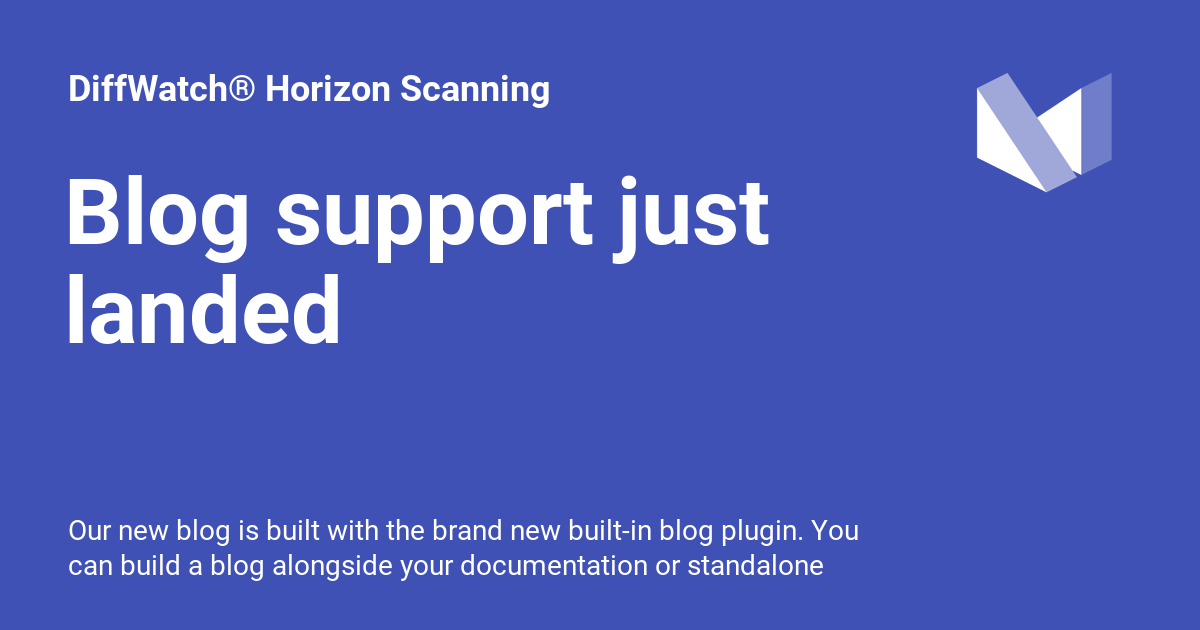 DiffWatch® Horizon Scanning
Blog support just
landed
Our new blog is built with the brand new built-in blog plugin. You
can build a blog alongside your documentation or standalone